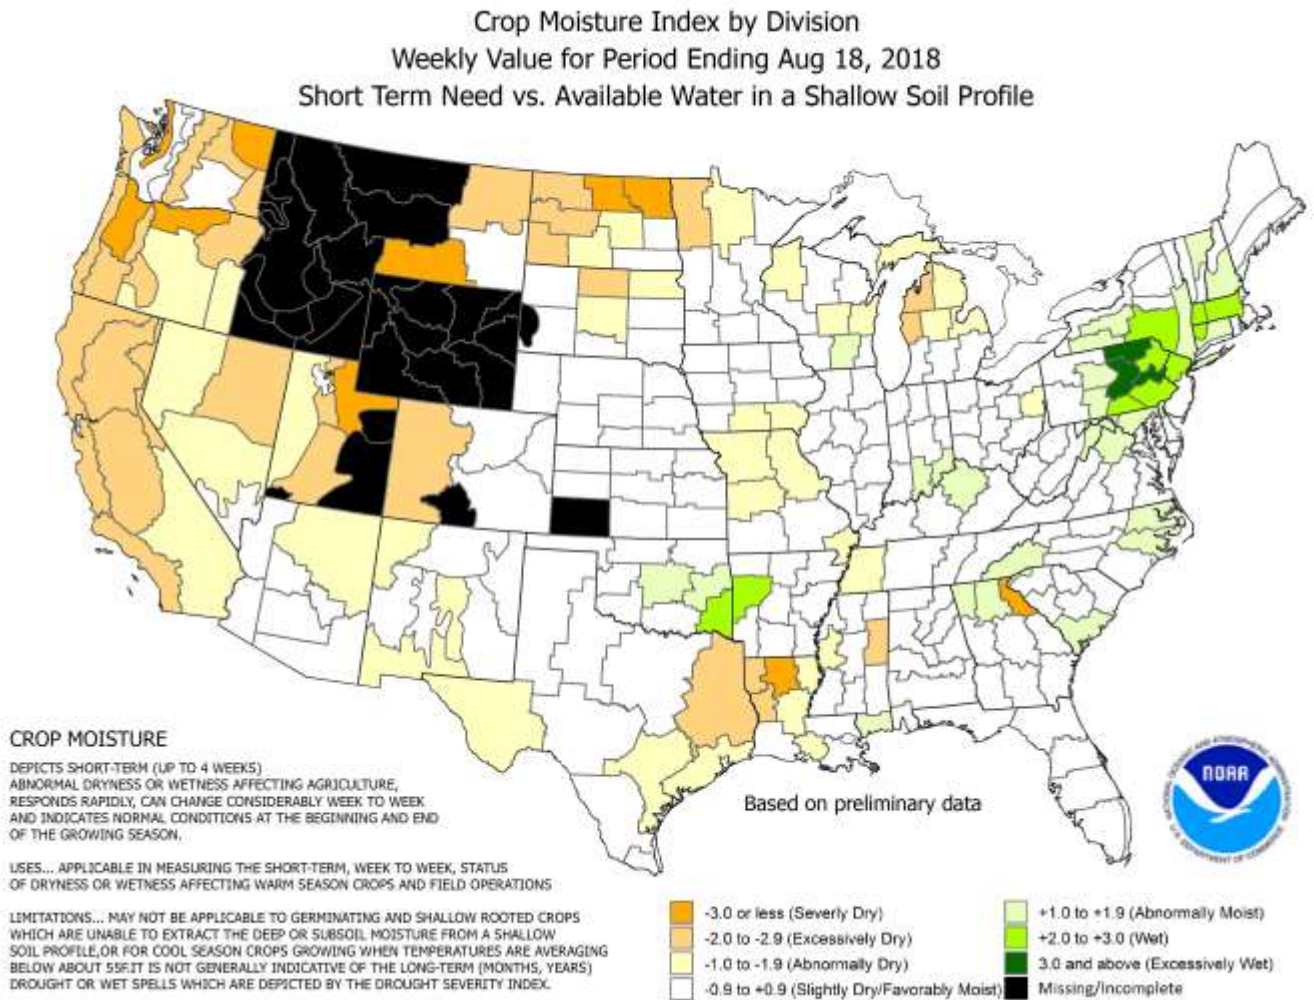 Crop Moisture Index by Division
Weekly Value for Period Ending Aug 18, 2018
Short Term Need vs. Available Water in a Shallow Soil Profile
CROP MOISTURE
DEPICTS SHORT-TERM (UP TO 4 WEEKS)
ABNORMAL DRYNESS OR WETNESS AFFECTING AGRICULTURE,
RESPONDS RAPIDLY, CAN CHANGE CONSIDERABLY WEEK TO WEEK
AND INDICATES NORMAL CONDITIONS AT THE BEGINNING AND END
OF THE GROWING SEASON.
USES... APPLICABLE IN MEASURING THE SHORT-TERM, WEEK TO WEEK, STATUS
OF DRYNESS OR WETNESS AFFECTING WARM SEASON CROPS AND FIELD OPERATIONS
LIMITATIONS... MAY NOT BE APPLICABLE TO GERMINATING AND SHALLOW ROOTED CROPS
WHICH ARE UNABLE TO EXTRACT THE DEEP OR SUBSOIL MOISTURE FROM A SHALLOW
SOIL PROFILE,OR FOR COOL SEASON CROPS GROWING WHEN TEMPERATURES ARE AVERAGING
BELOW ABOUT 55F.IT IS NOT GENERALLY INDICATIVE OF THE LONG-TERM (MONTHS, YEARS)
DROUGHT OR WET SPELLS WHICH ARE DEPICTED BY THE DROUGHT SEVERITY INDEX.
Based on preliminary data
NATIONAL OCEANIC AND ATMOSPHERIC ADMINISTRATION
NOAA
U.S. DEPARTMENT OF COMMERCE
-3.0 or less (Severly Dry)
-2.0 to -2.9 (Excessively Dry)
-1.0 to -1.9 (Abnormally Dry)
-0.9 to +0.9 (Slightly Dry/Favorably Moist)
+1.0 to +1.9 (Abnormally Moist)
+2.0 to +3.0 (Wet)
3.0 and above (Excessively Wet)
Missing/Incomplete